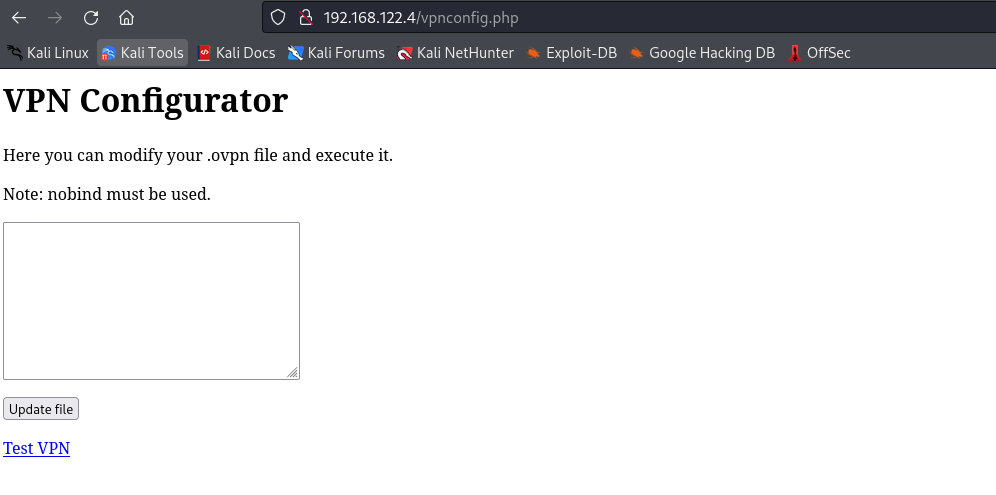 192.168.122.4/vpnconfig.php
Kali Linux Kali Tools Kali Docs Kali Forums Kali NetHunter Exploit-DB Google Hacking DB OffSec
VPN Configurator
Here you can modify your .ovpn file and execute it.
Note: nobind must be used.
Update file
Test VPN